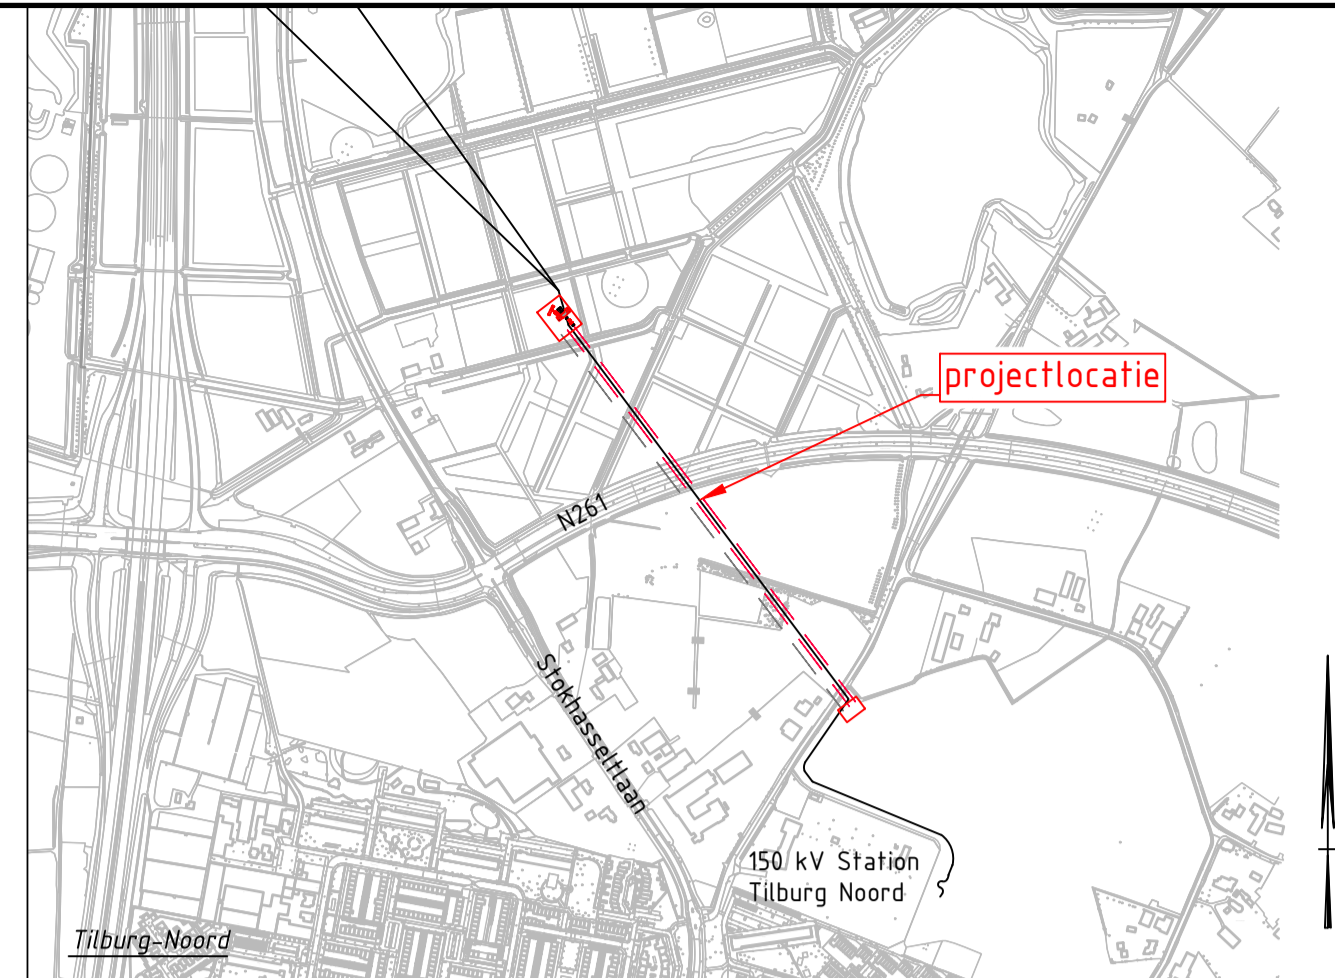 projectlocatie
N261
Stokhasseltlaan
150 kV Station
Tilburg Noord
Tilburg-Noord